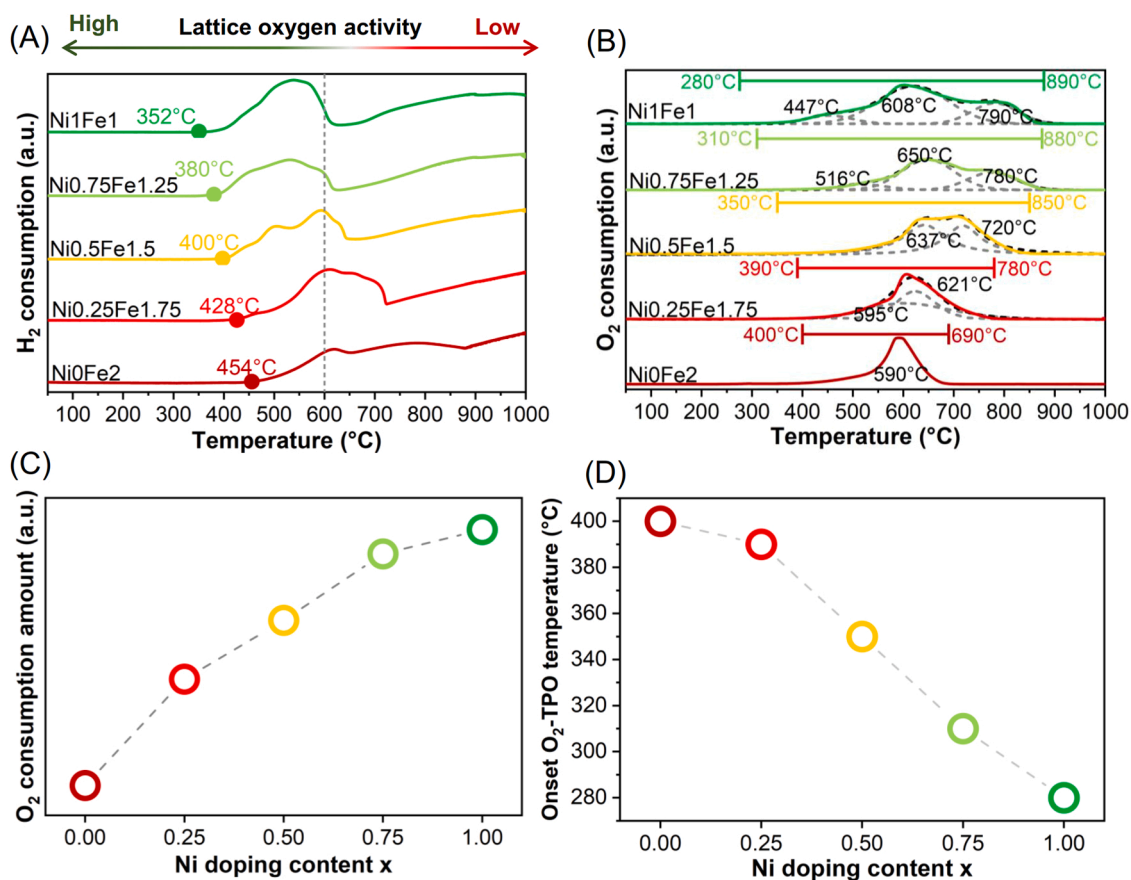 (A)
High
Lattice oxygen activity
Low
H2 consumption (a.u.)
Ni1Fe1
352°C
Ni0.75Fe1.25
380°C
Ni0.5Fe1.5
400°C
Ni0.25Fe1.75
428°C
Ni0Fe2
454°C
100 200 300 400 500 600 700 800 900 1000
Temperature (°C)
(B)
O2 consumption (a.u.)
280°C
890°C
Ni1Fe1
447°C
608°C
790°C
310°C
880°C
Ni0.75Fe1.25
516°C
650°C
780°C
350°C
850°C
Ni0.5Fe1.5
637°C
720°C
390°C
780°C
Ni0.25Fe1.75
595°C
621°C
400°C
690°C
Ni0Fe2
590°C
100 200 300 400 500 600 700 800 900 1000
Temperature (°C)
(C)
O2 consumption amount (a.u.)
0.00 0.25 0.50 0.75 1.00
Ni doping content x
(D)
Onset O2-TPO temperature (°C)
400
380
360
340
320
300
280
0.00 0.25 0.50 0.75 1.00
Ni doping content x